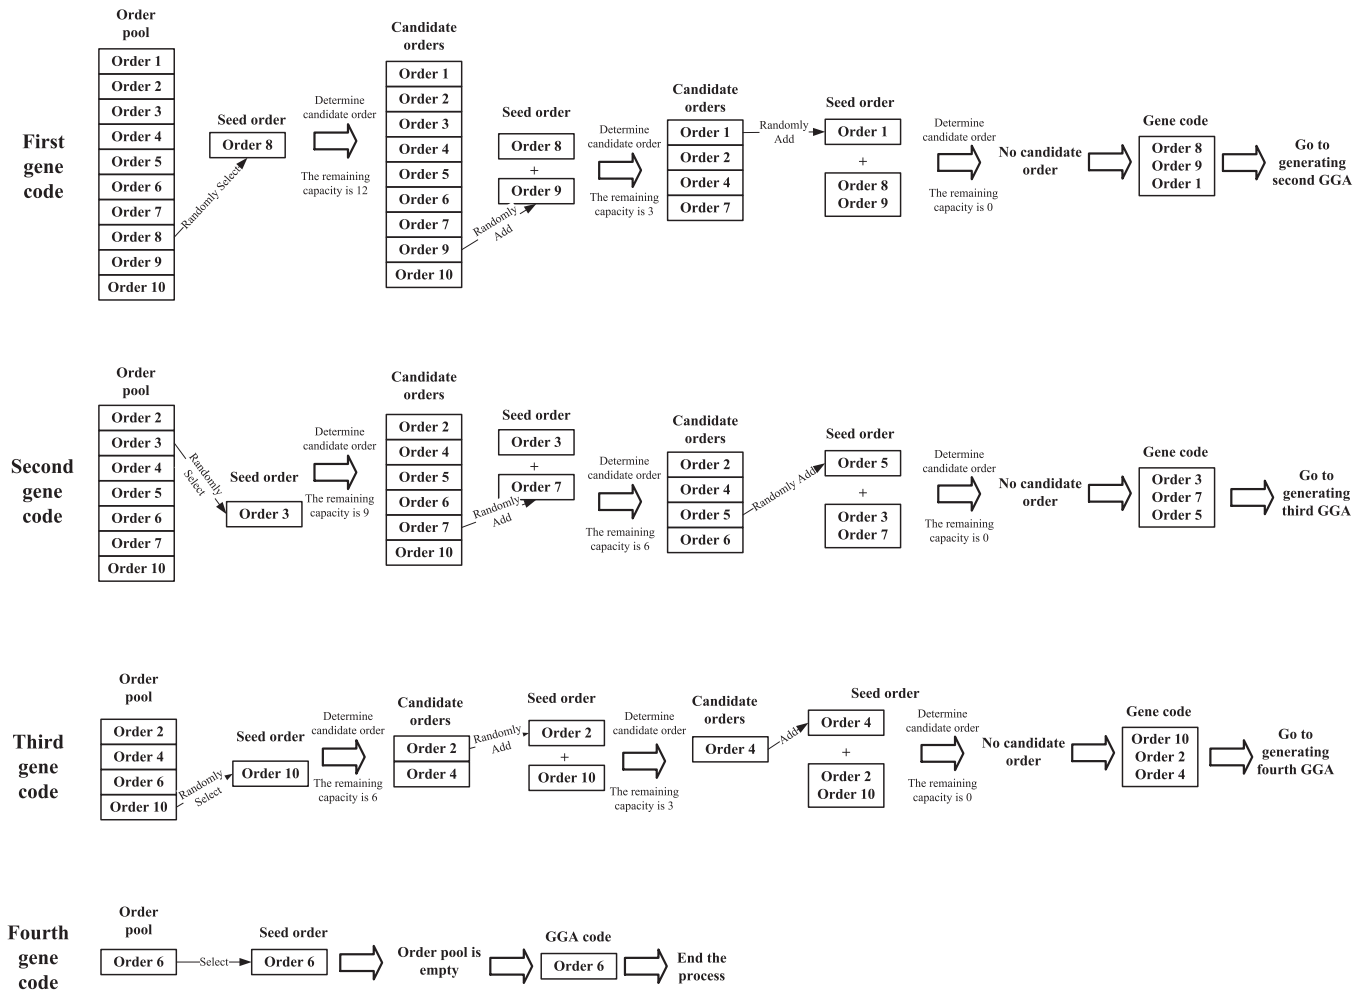 First
gene
code
Order
pool
Order 1
Order 2
Order 3
Order 4
Order 5
Order 6
Order 7
Order 8
Order 9
Order 10
Randomly Select
Seed order
Order 8
Determine
candidate order
The remaining
capacity is 12
Candidate
orders
Order 1
Order 2
Order 3
Order 4
Order 5
Order 6
Order 7
Order 9
Order 10
Randomly
Add
Seed order
Order 8
+
Order 9
Determine
candidate order
The remaining
capacity is 3
Candidate
orders
Order 1
Order 2
Order 4
Order 7
Randomly
Add
Seed order
Order 1
+
Order 8
Order 9
Determine
candidate order
The remaining
capacity is 0
No candidate
order
Gene code
Order 8
Order 9
Order 1
Go to
generating
second GGA
Second
gene
code
Order
pool
Order 2
Order 3
Order 4
Order 5
Order 6
Order 7
Order 10
Randomly
Select
Seed order
Order 3
Determine
candidate order
The remaining
capacity is 9
Candidate
orders
Order 2
Order 4
Order 5
Order 6
Order 7
Order 10
Randomly
Add
Seed order
Order 3
+
Order 7
Determine
candidate order
The remaining
capacity is 6
Candidate
orders
Order 2
Order 4
Order 5
Order 6
Randomly Add
Seed order
Order 5
+
Order 3
Order 7
Determine
candidate order
The remaining
capacity is 0
No candidate
order
Gene code
Order 3
Order 7
Order 5
Go to
generating
third GGA
Third
gene
code
Order
pool
Order 2
Order 4
Order 6
Order 10
Randomly
Select
Seed order
Order 10
Determine
candidate order
The remaining
capacity is 6
Candidate
orders
Order 2
Order 4
Randomly
Add
Seed order
Order 2
+
Order 10
Determine
candidate order
The remaining
capacity is 3
Candidate
orders
Order 4
Add
Seed order
Order 4
+
Order 2
Order 10
Determine
candidate order
The remaining
capacity is 0
No candidate
order
Gene code
Order 10
Order 2
Order 4
Go to
generating
fourth GGA
Fourth
gene
code
Order
pool
Order 6
Select
Seed order
Order 6
Order pool is
empty
GGA code
Order 6
End the
process